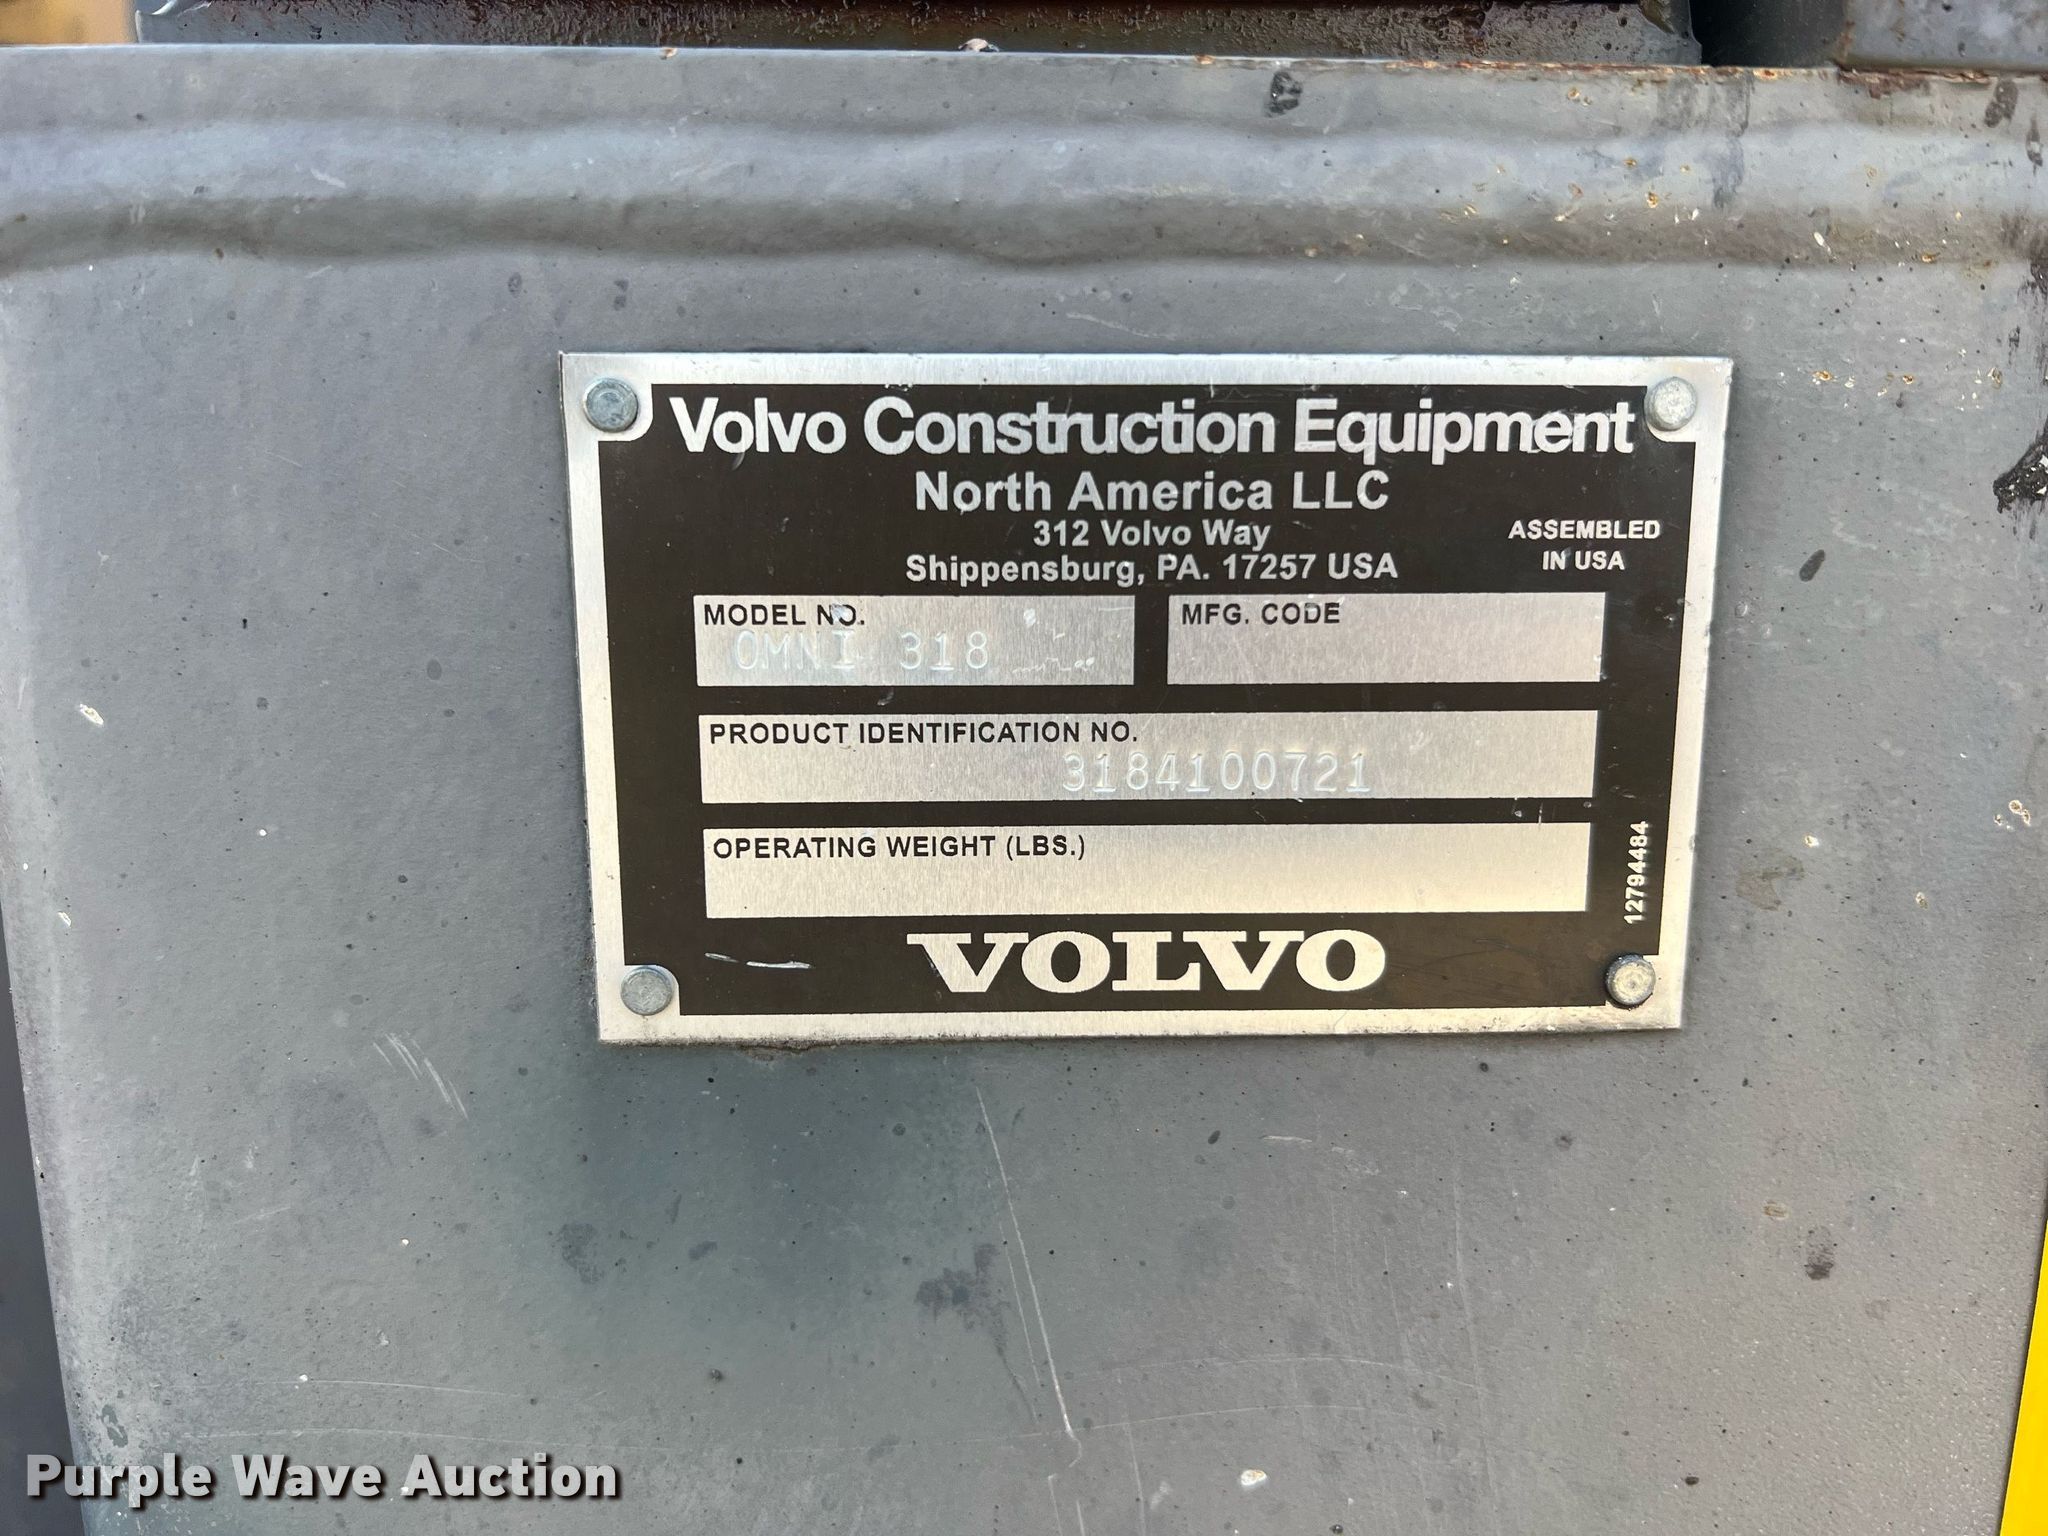 Volvo Construction Equipment
North America LLC
312 Volvo Way
Shippensburg, PA. 17257 USA
ASSEMBLED
IN USA
MODEL NO.
OMNI 318
MFG. CODE
PRODUCT IDENTIFICATION NO.
3184100721
OPERATING WEIGHT (LBS.)
12794484
VOLVO
Purple Wave Auction